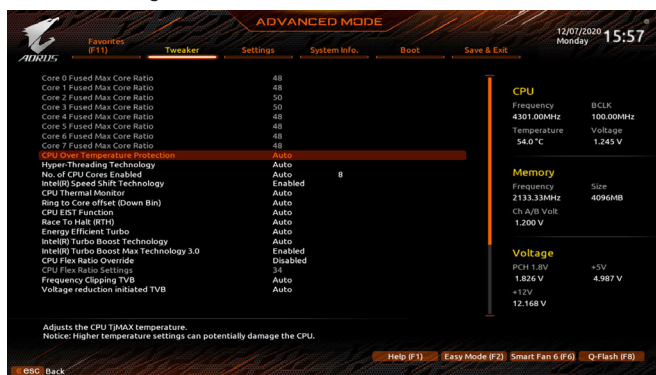 ADVANCED MODE
12/07/2020 15:57
Monday
AORUS
Favorites
(F11)
Tweaker
Settings
System Info.
Boot
Save & Exit
Core 0 Fused Max Core Ratio 48
Core 1 Fused Max Core Ratio 48
Core 2 Fused Max Core Ratio 50
Core 3 Fused Max Core Ratio 50
Core 4 Fused Max Core Ratio 48
Core 5 Fused Max Core Ratio 48
Core 6 Fused Max Core Ratio 48
Core 7 Fused Max Core Ratio 48
CPU Over Temperature Protection Auto
Hyper-Threading Technology Auto
No. of CPU Cores Enabled Auto 8
Intel(R) Speed Shift Technology Enabled
CPU Thermal Monitor Auto
Ring to Core offset (Down Bin) Auto
CPU EIST Function Auto
Race To Halt (RTH) Auto
Energy Efficient Turbo Auto
Intel(R) Turbo Boost Technology Auto
Intel(R) Turbo Boost Max Technology 3.0 Enabled
CPU Flex Ratio Override Disabled
CPU Flex Ratio Settings 34
Frequency Clipping TVB Auto
Voltage reduction initiated TVB Auto
CPU
Frequency BCLK
4301.00MHz 100.00MHz
Temperature Voltage
54.0 °C 1.245 V
Memory
Frequency Size
2133.33MHz 4096MB
Ch A/B Volt
1.200 V
Voltage
PCH 1.8V +5V
1.826 V 4.987 V
+12V
12.168 V
Adjusts the CPU TjMAX temperature.
Notice: Higher temperature settings can potentially damage the CPU.
Help (F1) Easy Mode (F2) Smart Fan 6 (F6) Q-Flash (F8)
esc Back